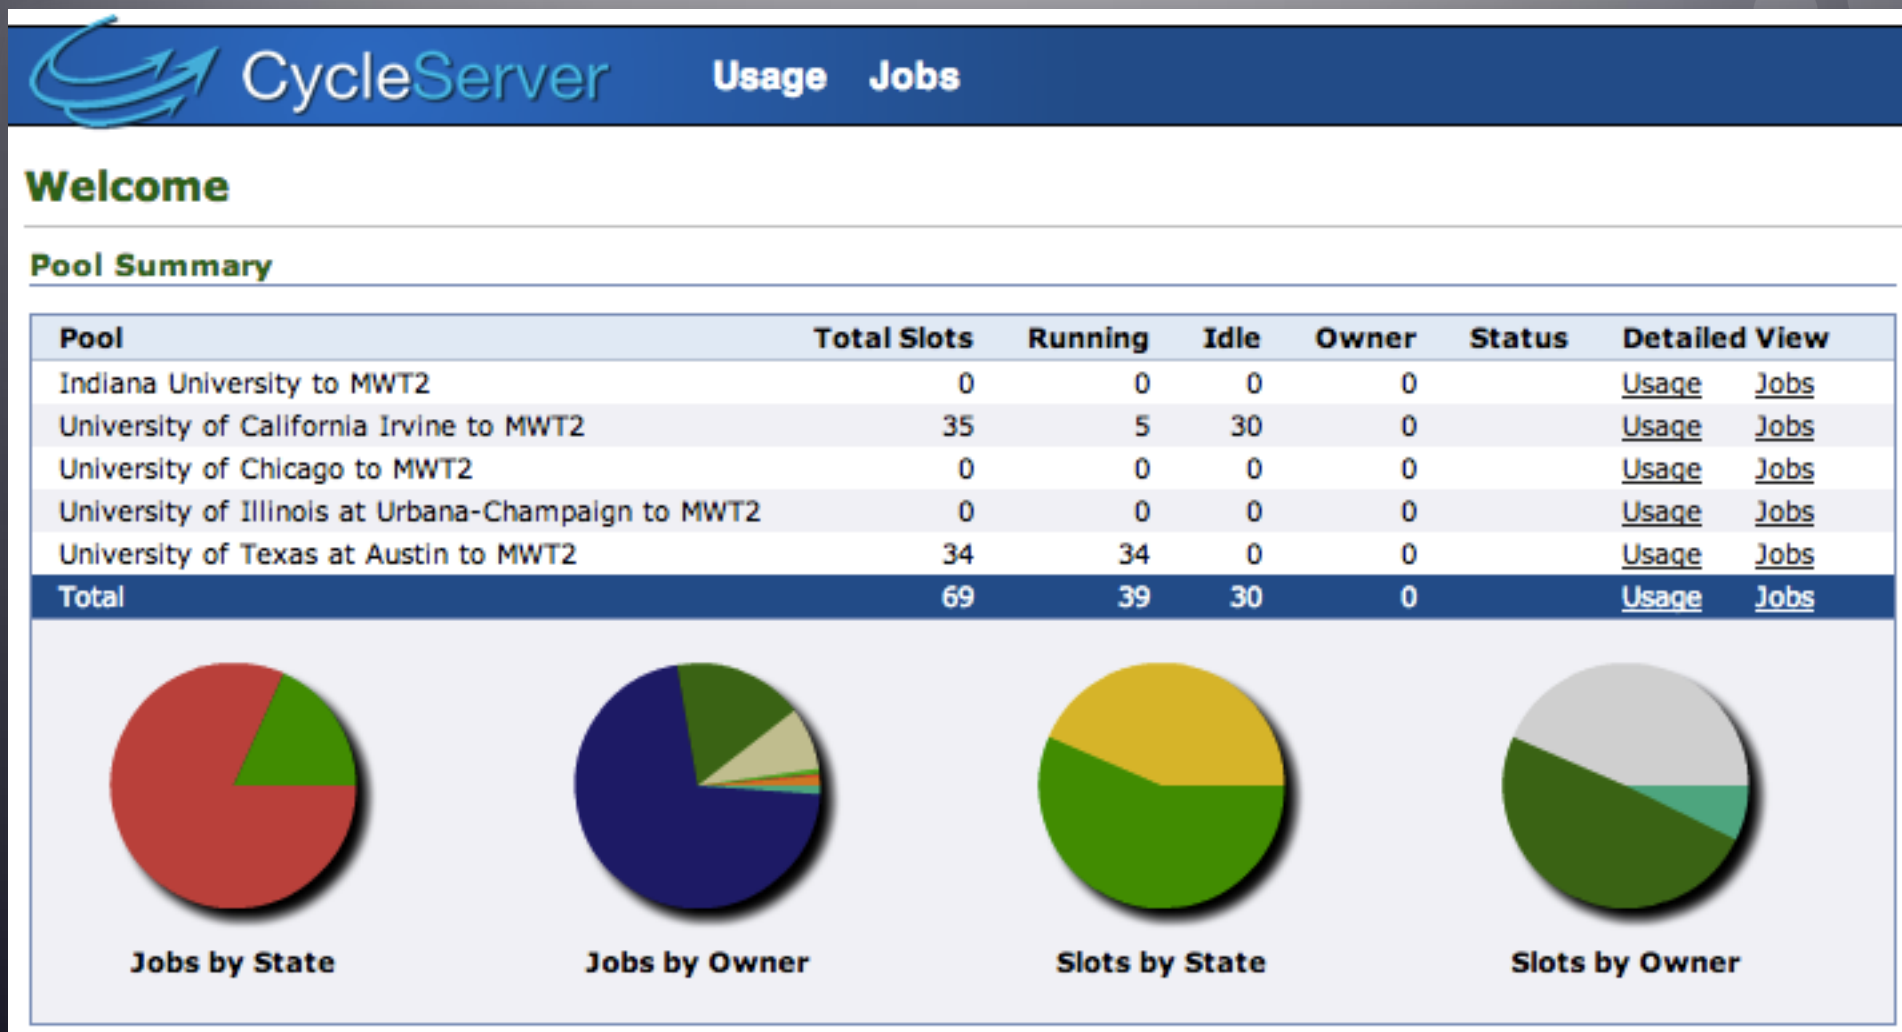 CycleServer Usage Jobs
Welcome
Pool Summary
Pool Total Slots Running Idle Owner Status Detailed View
Indiana University to MWT2 0 0 0 0 Usage Jobs
University of California Irvine to MWT2 35 5 30 0 Usage Jobs
University of Chicago to MWT2 0 0 0 0 Usage Jobs
University of Illinois at Urbana-Champaign to MWT2 0 0 0 0 Usage Jobs
University of Texas at Austin to MWT2 34 34 0 0 Usage Jobs
Total 69 39 30 0 Usage Jobs
Jobs by State Jobs by Owner Slots by State Slots by Owner